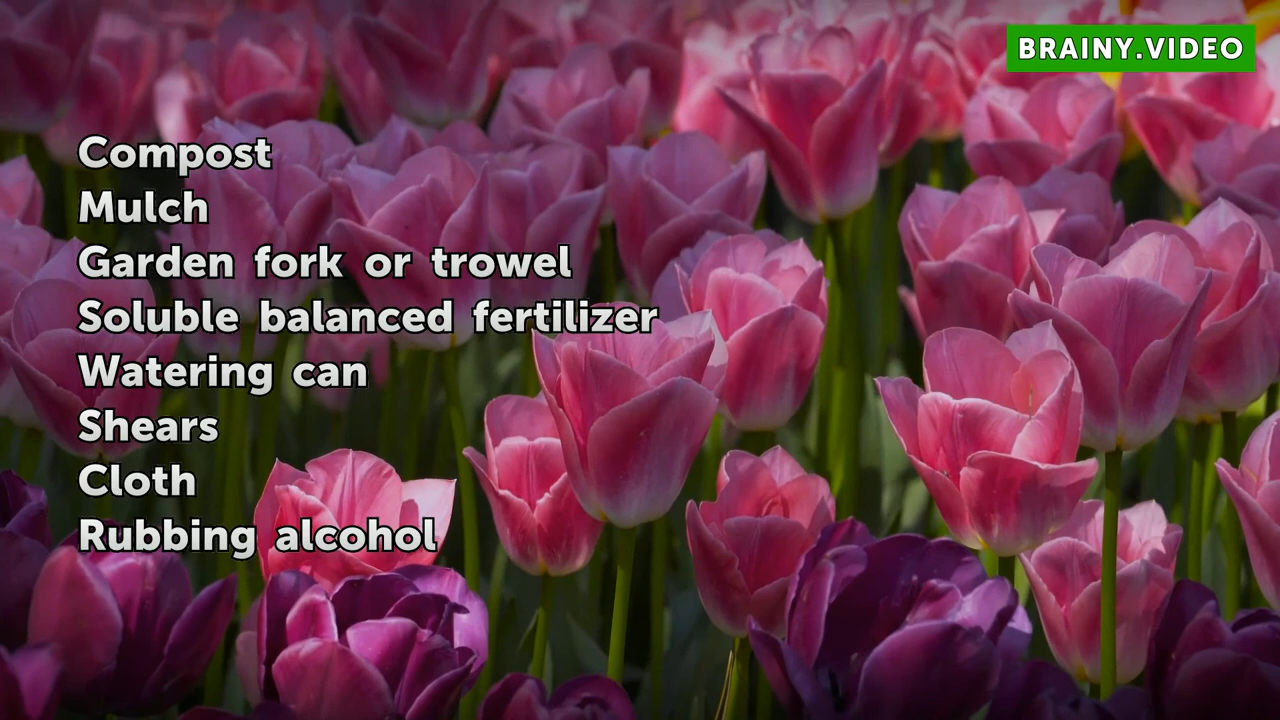 BRAINY.VIDEO
Compost
Mulch
Garden fork or trowel
Soluble balanced fertilizer
Watering can
Shears
Cloth
Rubbing alcohol